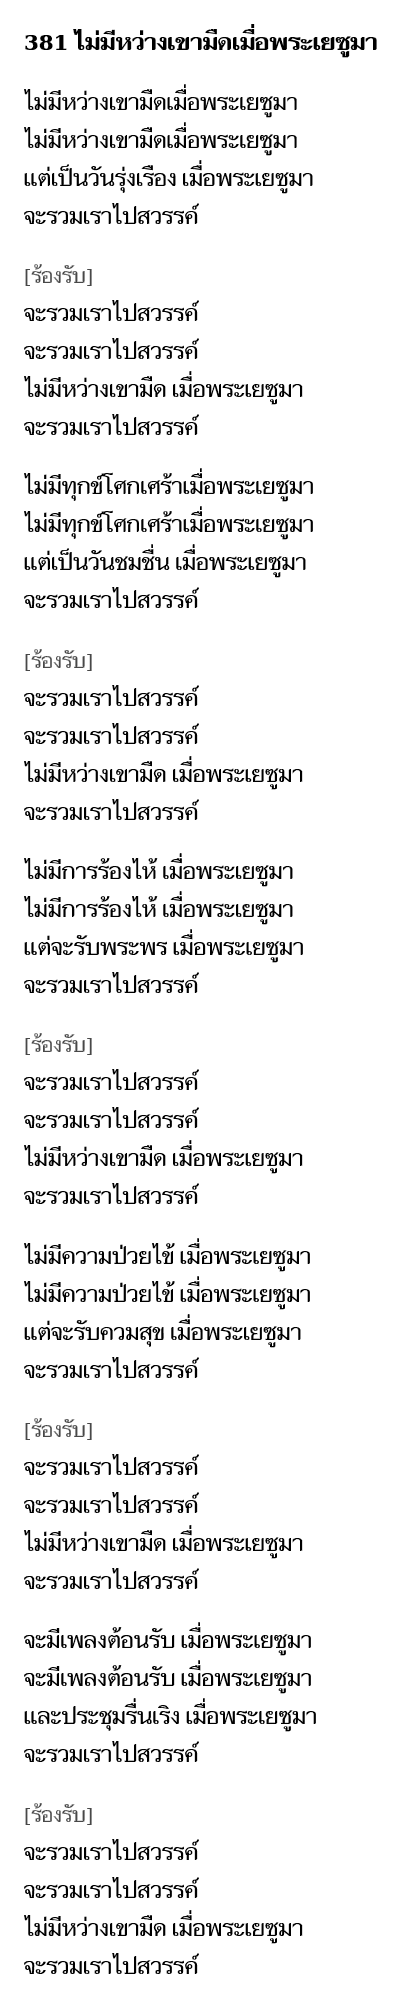 381 ไม่มีหว่างเขามืดเมื่อพระเยซูมา
ไม่มีหว่างเขามืดเมื่อพระเยซูมา
ไม่มีหว่างเขามืดเมื่อพระเยซูมา
แต่เป็นวันรุ่งเรือง เมื่อพระเยซูมา
จะรวมเราไปสวรรค์
[ร้องรับ]
จะรวมเราไปสวรรค์
จะรวมเราไปสวรรค์
ไม่มีหว่างเขามืด เมื่อพระเยซูมา
จะรวมเราไปสวรรค์
ไม่มีทุกข์โศกเศร้าเมื่อพระเยซูมา
ไม่มีทุกข์โศกเศร้าเมื่อพระเยซูมา
แต่เป็นวันชมชื่น เมื่อพระเยซูมา
จะรวมเราไปสวรรค์
[ร้องรับ]
จะรวมเราไปสวรรค์
จะรวมเราไปสวรรค์
ไม่มีหว่างเขามืด เมื่อพระเยซูมา
จะรวมเราไปสวรรค์
ไม่มีการร้องไห้ เมื่อพระเยซูมา
ไม่มีการร้องไห้ เมื่อพระเยซูมา
แต่จะรับพระพร เมื่อพระเยซูมา
จะรวมเราไปสวรรค์
[ร้องรับ]
จะรวมเราไปสวรรค์
จะรวมเราไปสวรรค์
ไม่มีหว่างเขามืด เมื่อพระเยซูมา
จะรวมเราไปสวรรค์
ไม่มีความป่วยไข้ เมื่อพระเยซูมา
ไม่มีความป่วยไข้ เมื่อพระเยซูมา
แต่จะรับควมสุข เมื่อพระเยซูมา
จะรวมเราไปสวรรค์
[ร้องรับ]
จะรวมเราไปสวรรค์
จะรวมเราไปสวรรค์
ไม่มีหว่างเขามืด เมื่อพระเยซูมา
จะรวมเราไปสวรรค์
จะมีเพลงต้อนรับ เมื่อพระเยซูมา
จะมีเพลงต้อนรับ เมื่อพระเยซูมา
และประชุมรื่นเริง เมื่อพระเยซูมา
จะรวมเราไปสวรรค์
[ร้องรับ]
จะรวมเราไปสวรรค์
จะรวมเราไปสวรรค์
ไม่มีหว่างเขามืด เมื่อพระเยซูมา
จะรวมเราไปสวรรค์